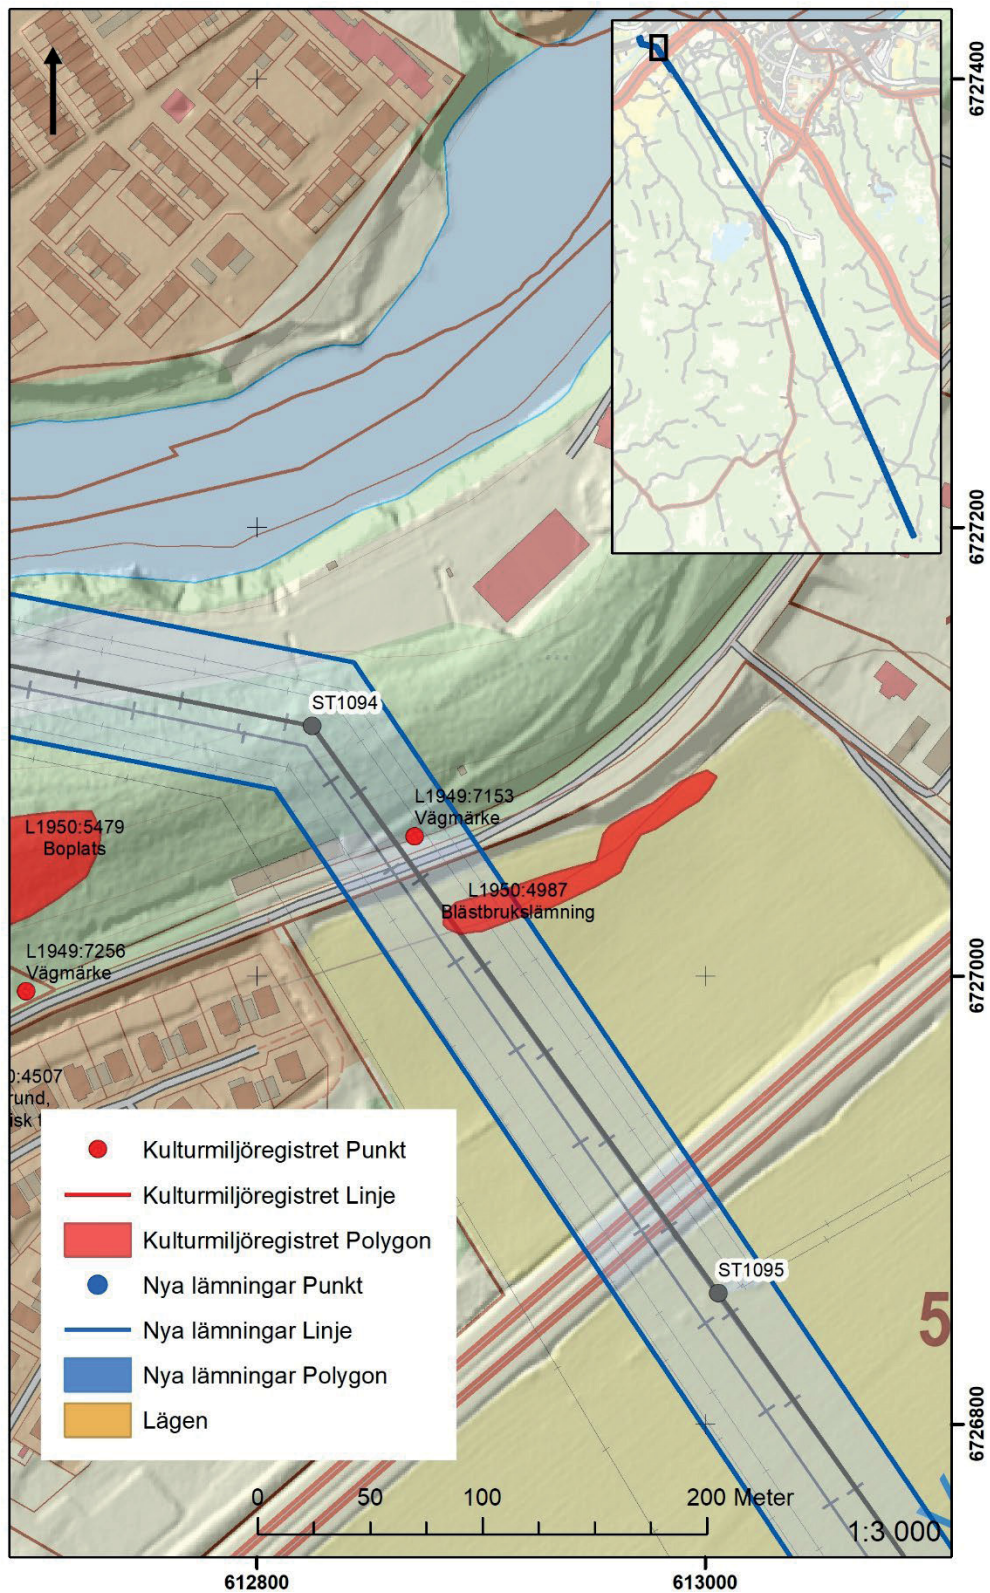 6727400
6727200
ST1094
L1949:7153
Vägmärke
L1950:5479
Boplats
L1950:4987
Blästbrukslämning
L1949:7256
Vägmärke
6727000
0:4507
rund,
isk t
Kulturmiljöregistret Punkt
Kulturmiljöregistret Linje
Kulturmiljöregistret Polygon
Nya lämningar Punkt
Nya lämningar Linje
Nya lämningar Polygon
Lägen
ST1095
5
6726800
0 50 100 200 Meter
1:3 000
612800 613000